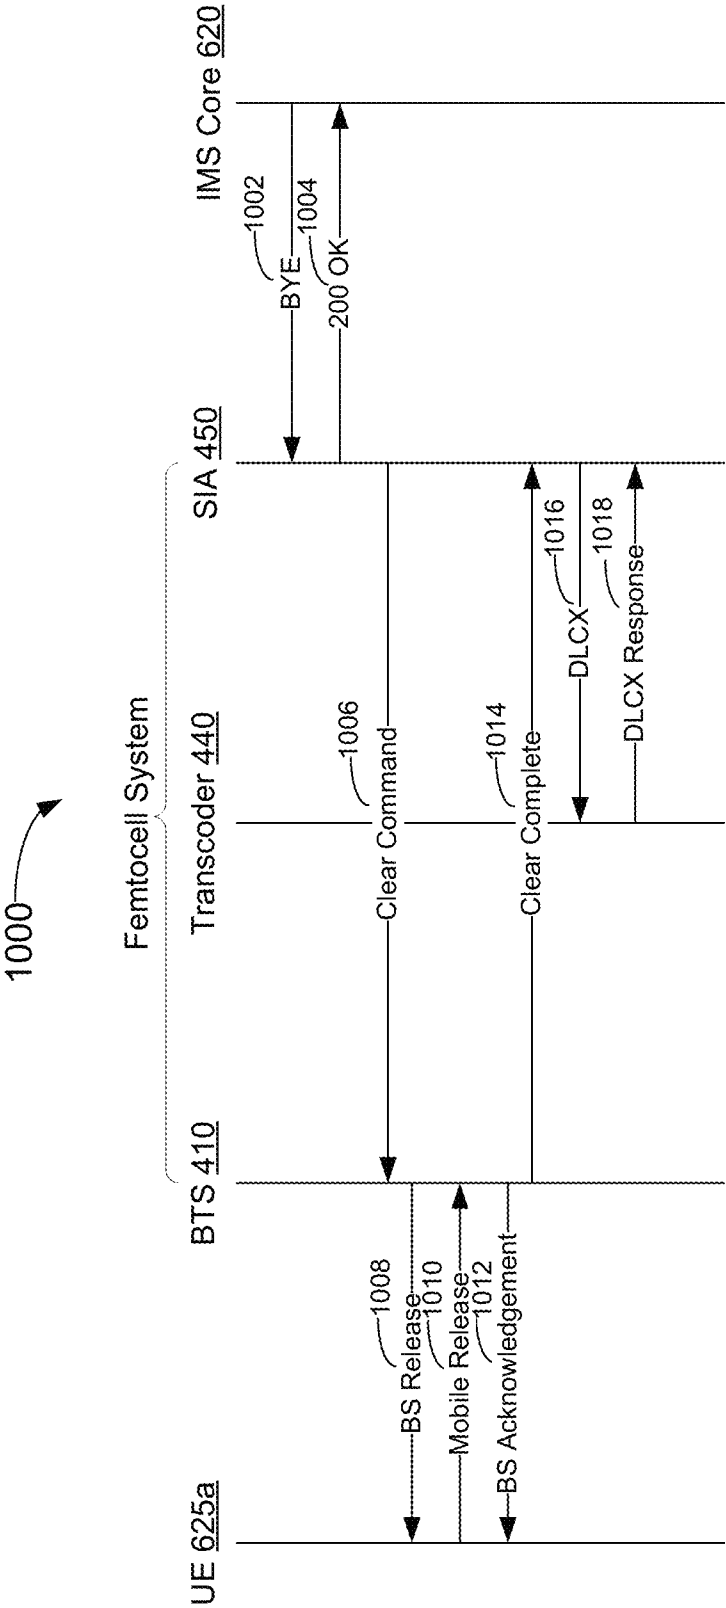 1000
Femtocell System
UE 625a
BTS 410
Transcoder 440
SIA 450
IMS Core 620
1002
BYE
1004
200 OK
1006
Clear Command
1008
BS Release
1010
Mobile Release
1012
BS Acknowledgement
1014
Clear Complete
1016
DLCX
1018
DLCX Response